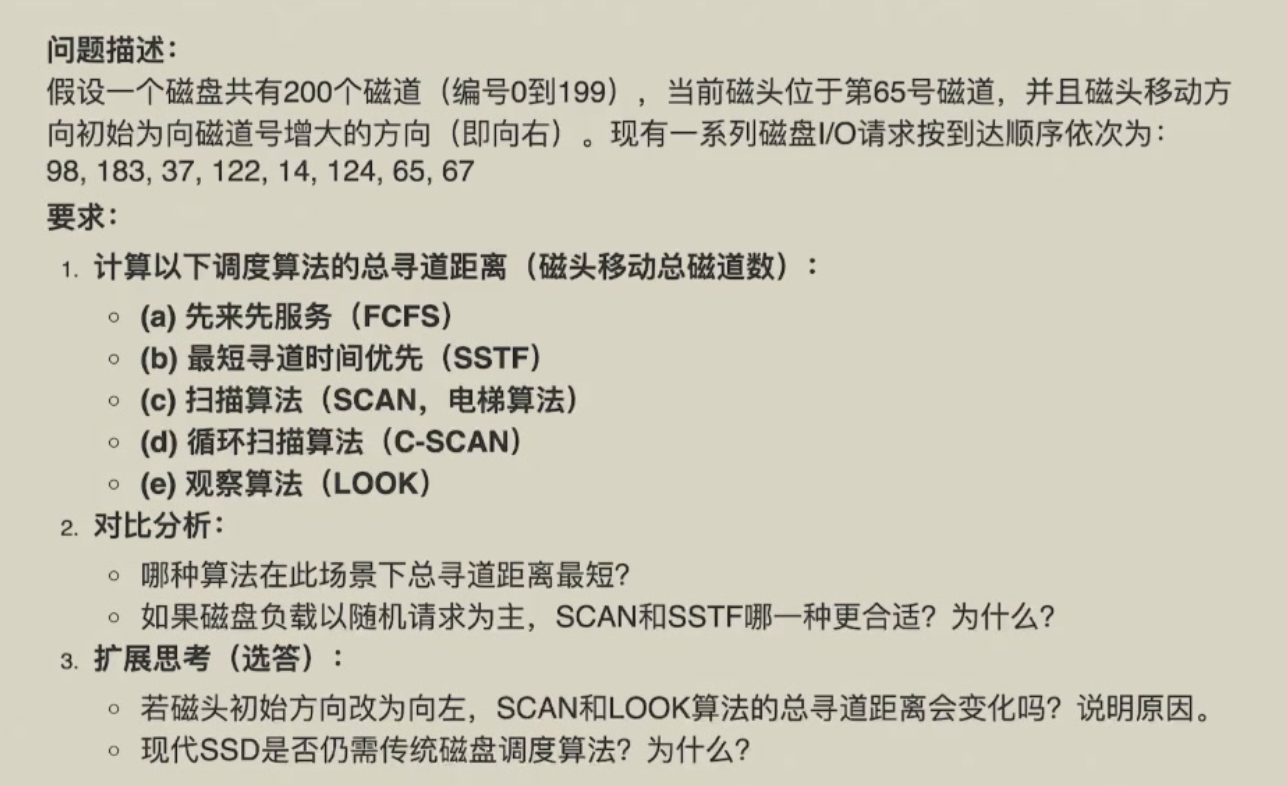 问题描述：
假设一个磁盘共有200个磁道（编号0到199），当前磁头位于第65号磁道，并且磁头移动方
向初始为向磁道号增大的方向（即向右）。现有一系列磁盘I/O请求按到达顺序依次为：
98, 183, 37, 122, 14, 124, 65, 67
要求：
1. 计算以下调度算法的总寻道距离（磁头移动总磁道数）：
○ (a) 先来先服务（FCFS）
○ (b) 最短寻道时间优先（SSTF）
○ (c) 扫描算法（SCAN，电梯算法）
○ (d) 循环扫描算法（C-SCAN）
○ (e) 观察算法（LOOK）
2. 对比分析：
○ 哪种算法在此场景下总寻道距离最短？
○ 如果磁盘负载以随机请求为主，SCAN和SSTF哪一种更合适？为什么？
3. 扩展思考（选答）：
○ 若磁头初始方向改为向左，SCAN和LOOK算法的总寻道距离会变化吗？说明原因。
○ 现代SSD是否仍需传统磁盘调度算法？为什么？